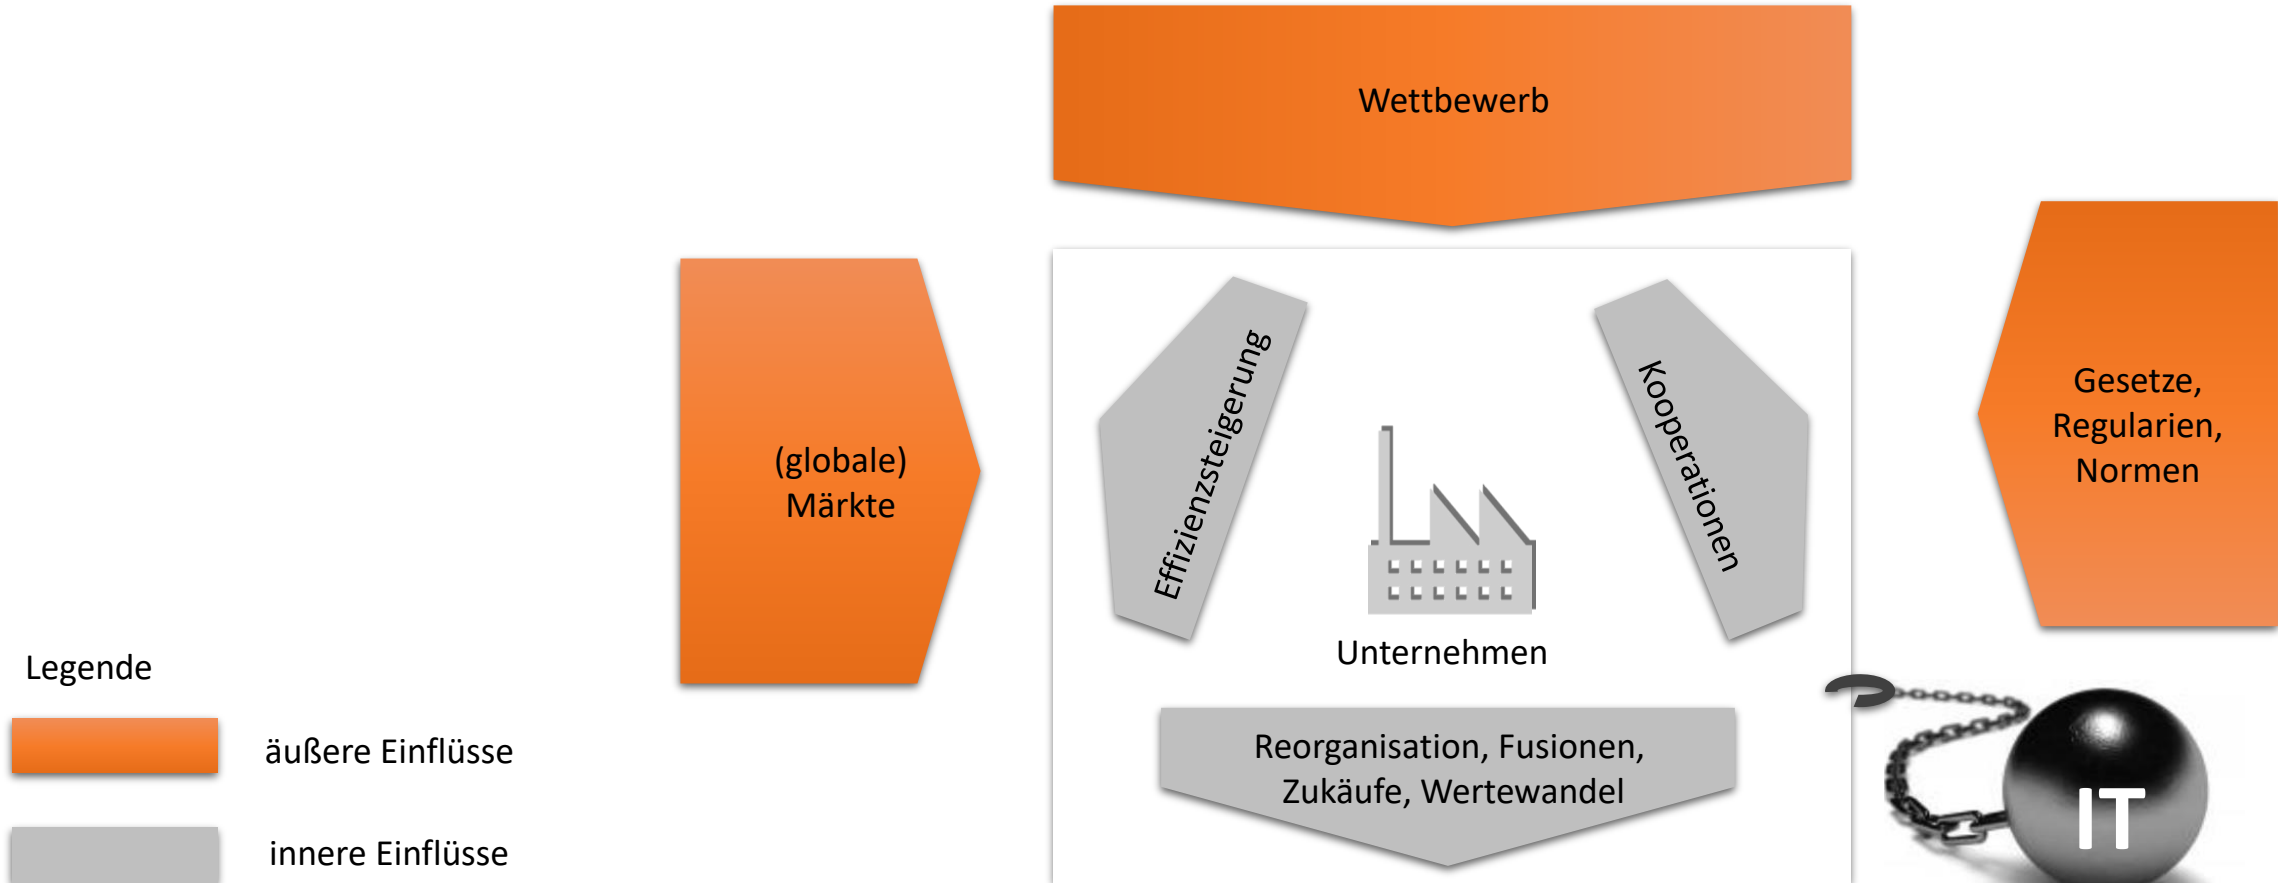 Wettbewerb
(globale)
Märkte
Effizienzsteigerung
Kooperationen
Gesetze,
Regularien,
Normen
Unternehmen
Reorganisation, Fusionen,
Zukäufe, Wertewandel
IT
Legende
äußere Einflüsse
innere Einflüsse